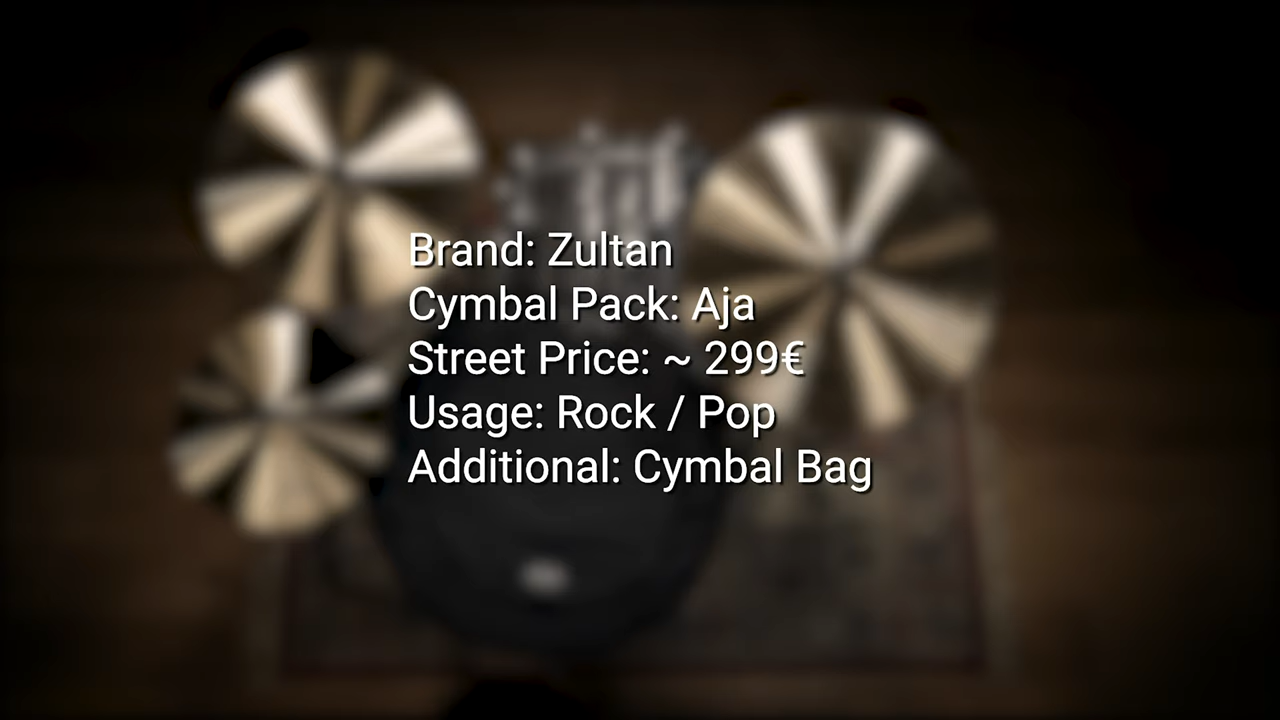 Brand: Zultan
Cymbal Pack: Aja
Street Price: ~ 299€
Usage: Rock / Pop
Additional: Cymbal Bag